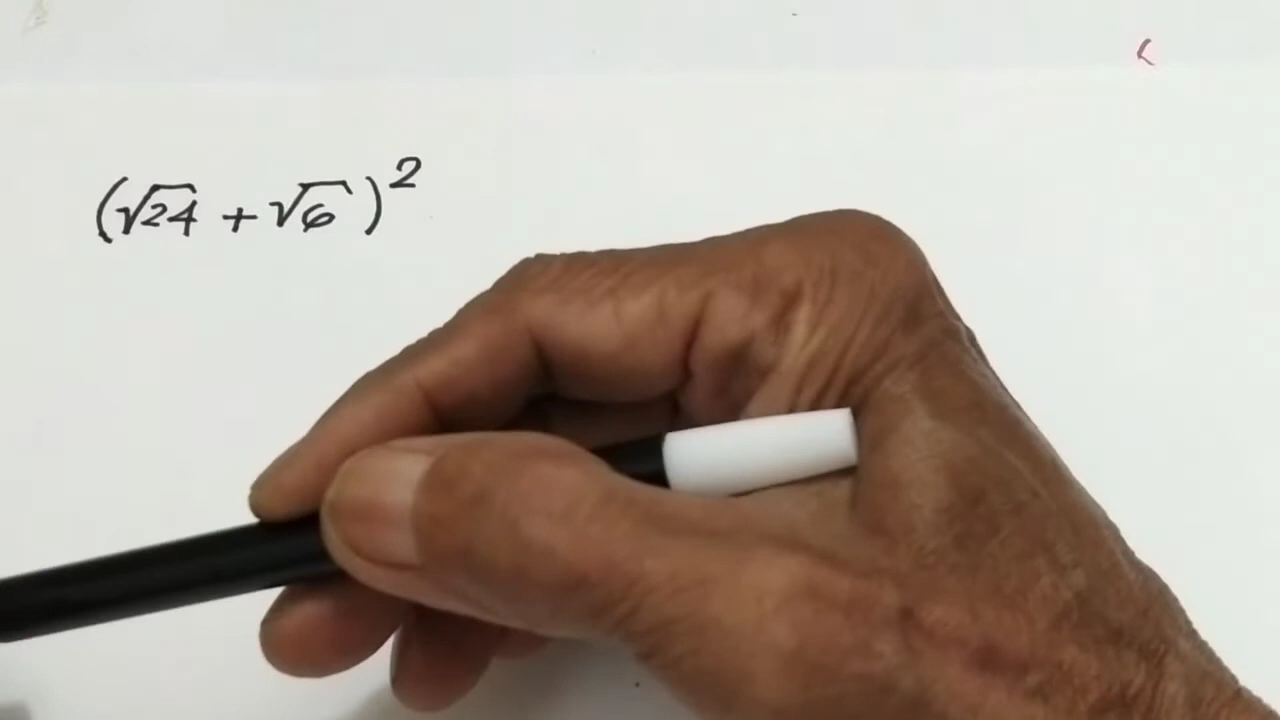 (√24 + √6)²